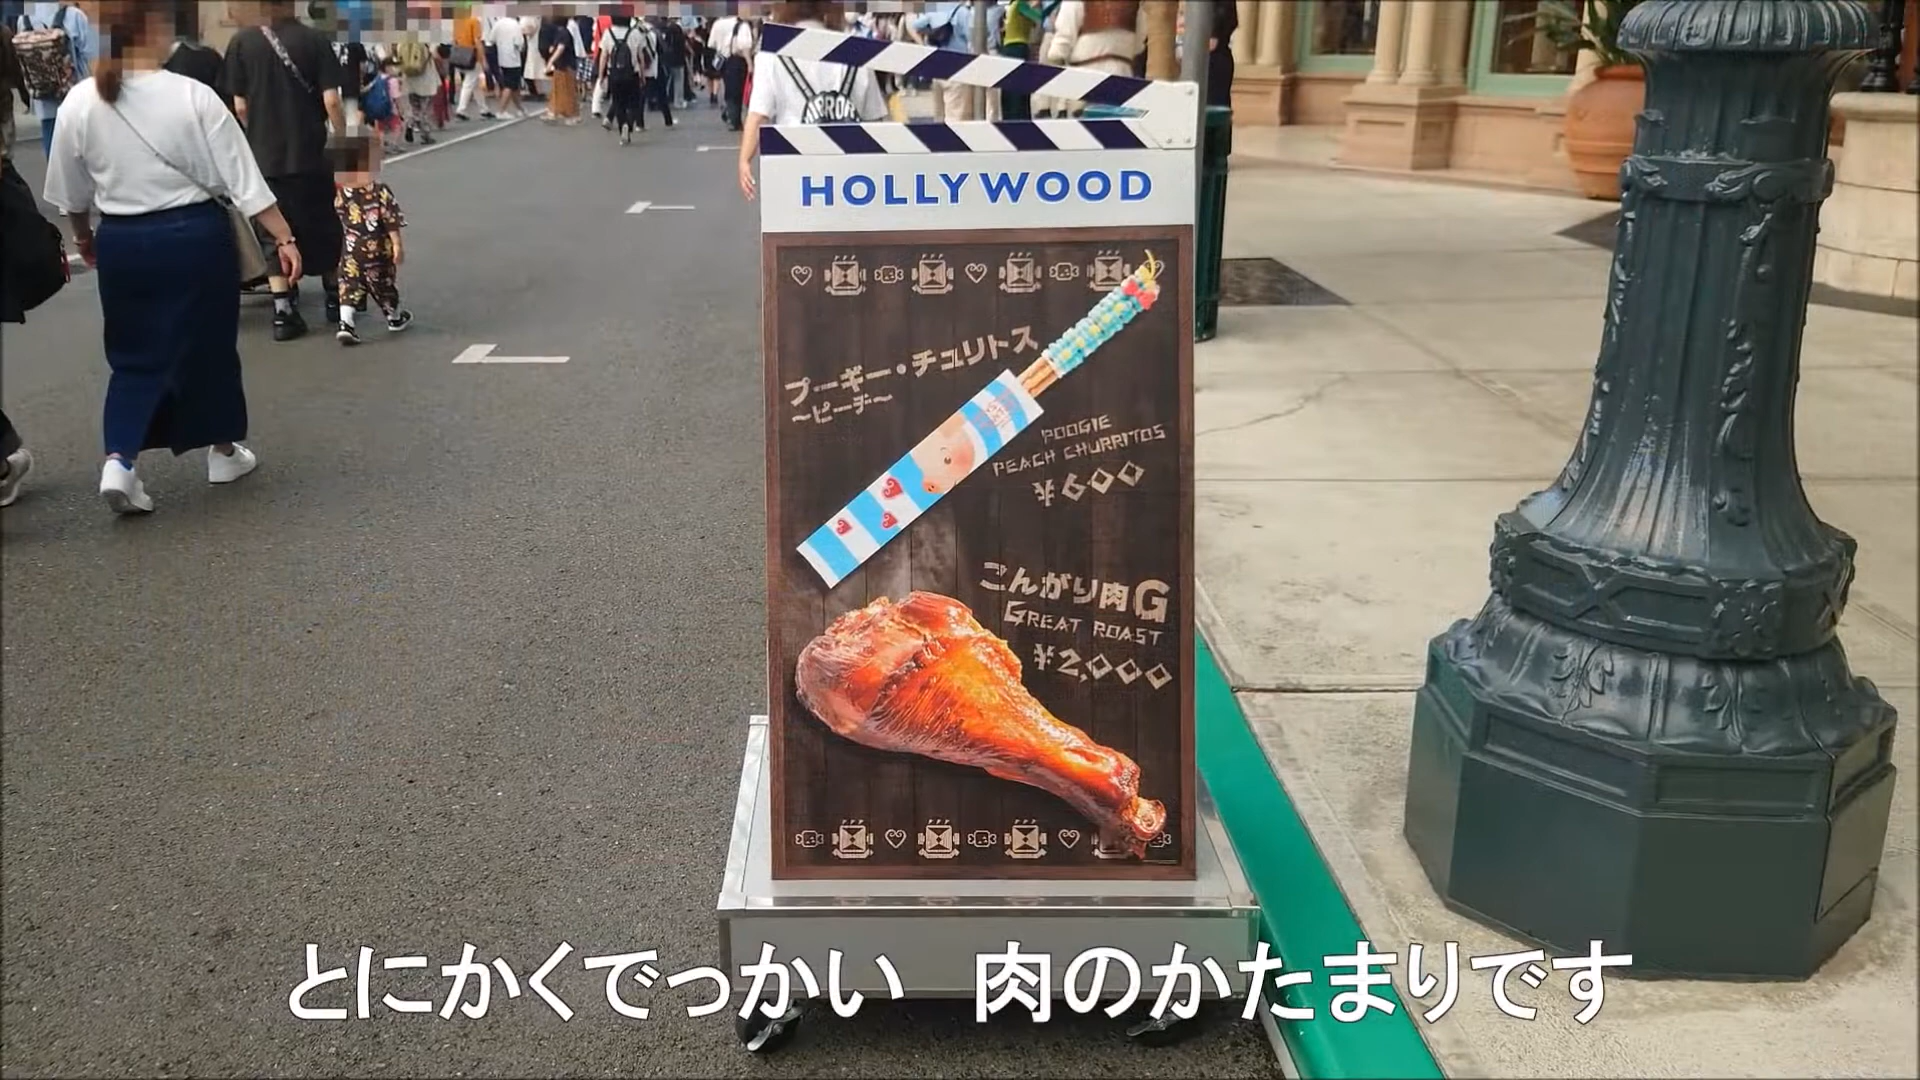 MIRROR
HOLLYWOOD
プーギー・チュリトス
～ピーチ～
POOGIE
PEACH CHURRITOS
¥600
こんがり肉G
GREAT ROAST
¥2,000
とにかくでっかい　肉のかたまりです